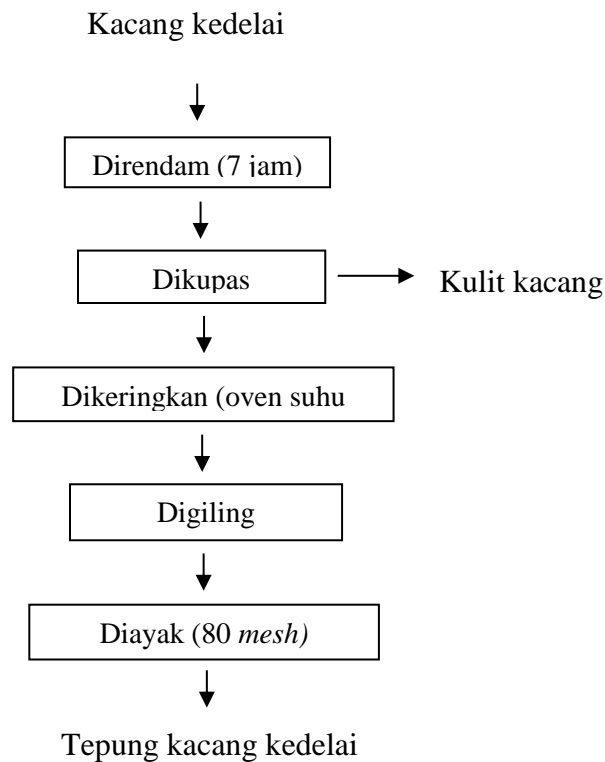 Kacang kedelai
Direndam (7 jam)
Dikupas
Kulit kacang
Dikeringkan (oven suhu
Digiling
Diayak (80 mesh)
Tepung kacang kedelai